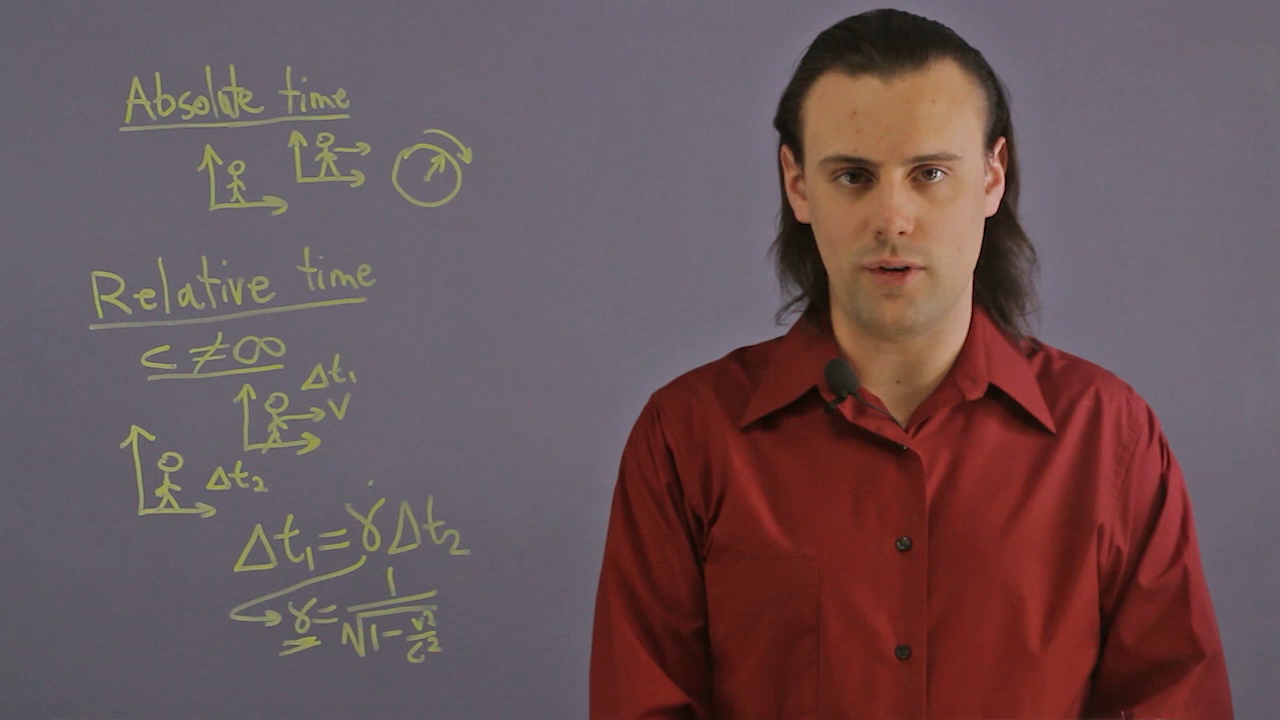 Absolute time
Relative time
c ≠ ∞
Δt₁
v
Δt₂
Δt₁ = γ Δt₂
γ = 1/√(1 - v²/c²)